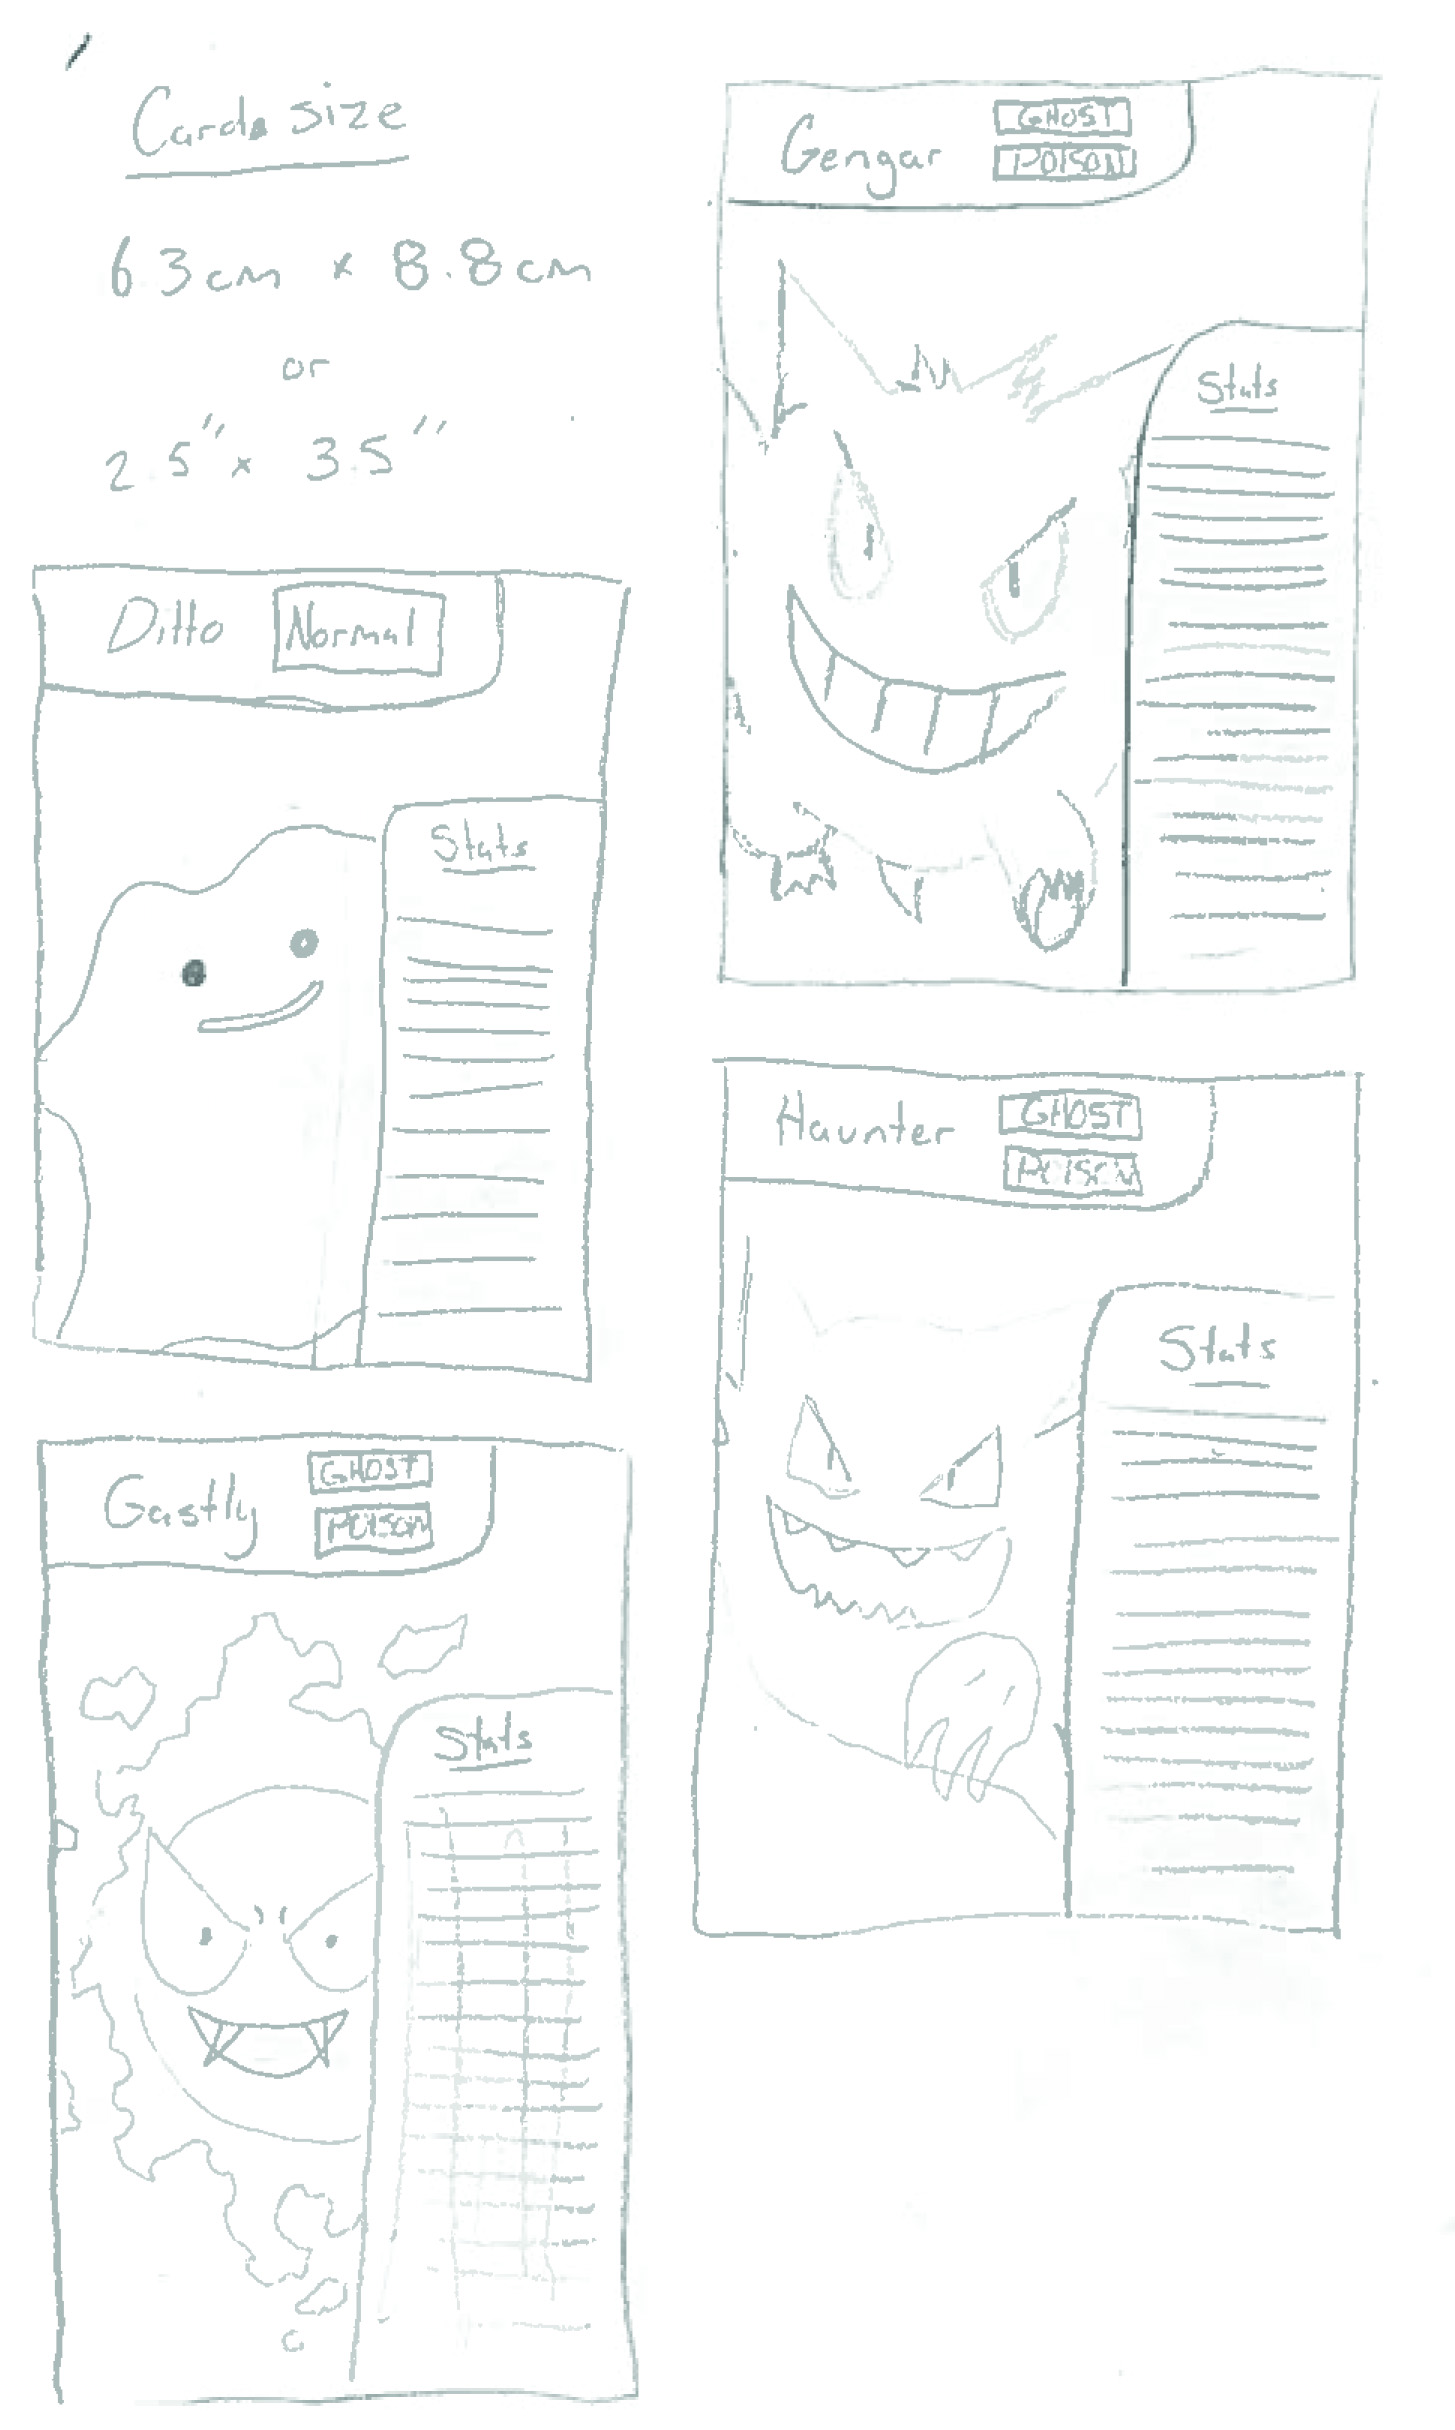 Card size
6.3cm x 8.8cm
or
2.5" x 3.5"
Ditto Normal
Stats
Gastly GHOST
POISON
Stats
Gengar GHOST
POISON
Stats
Haunter GHOST
POISON
Stats